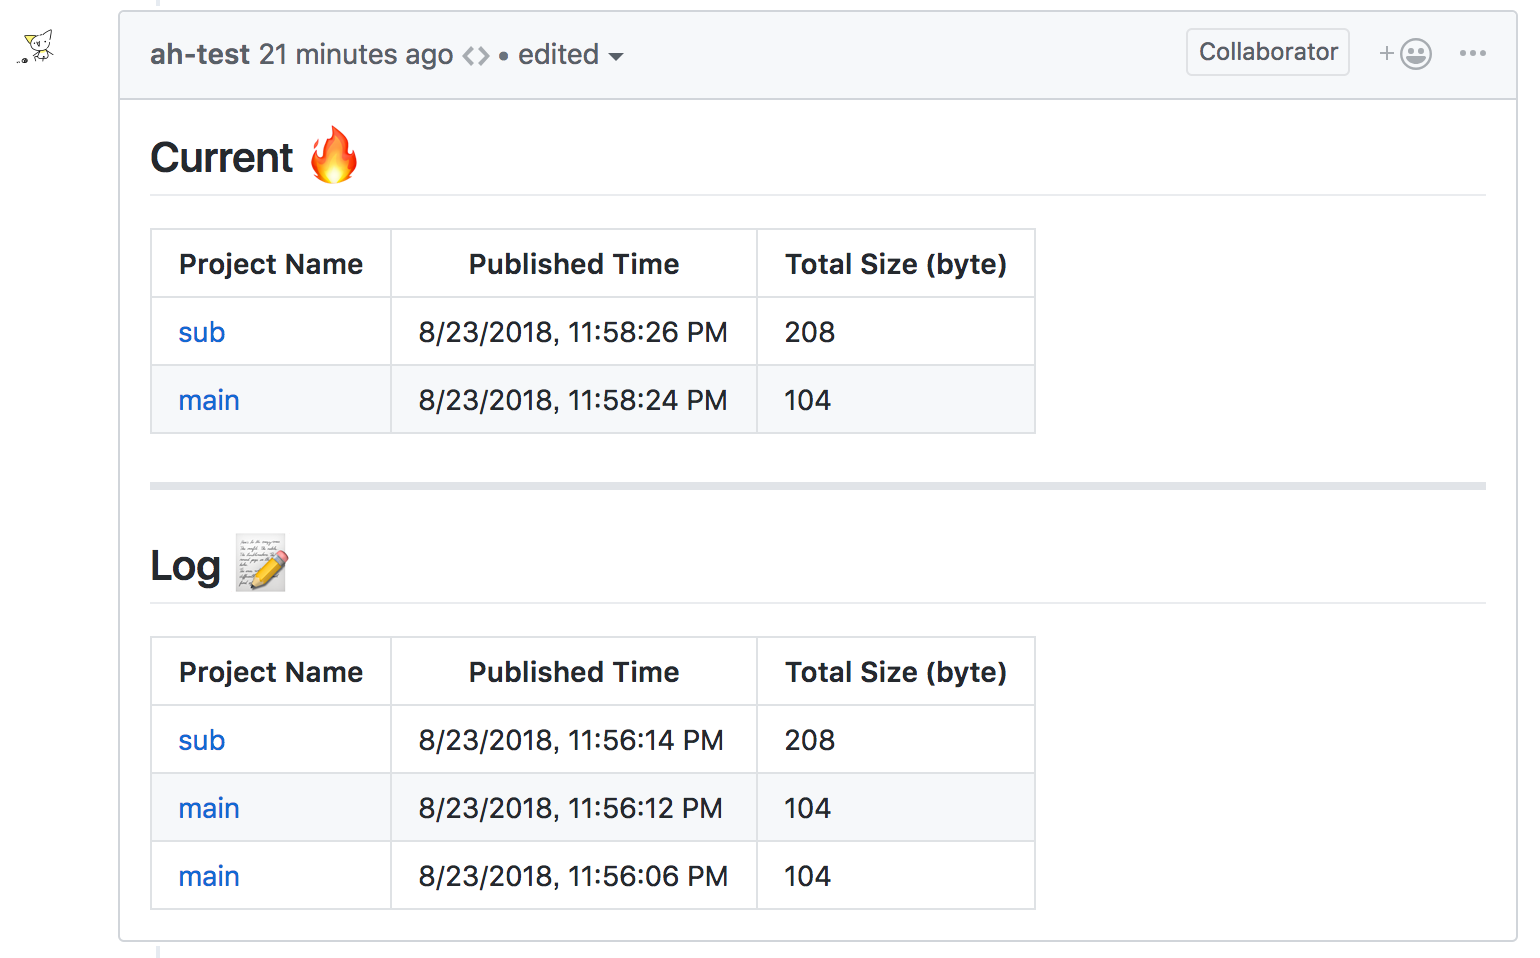 ah-test 21 minutes ago <> • edited Collaborator + ...
Current 🔥
Project Name Published Time Total Size (byte)
sub 8/23/2018, 11:58:26 PM 208
main 8/23/2018, 11:58:24 PM 104
Log 📝
Project Name Published Time Total Size (byte)
sub 8/23/2018, 11:56:14 PM 208
main 8/23/2018, 11:56:12 PM 104
main 8/23/2018, 11:56:06 PM 104